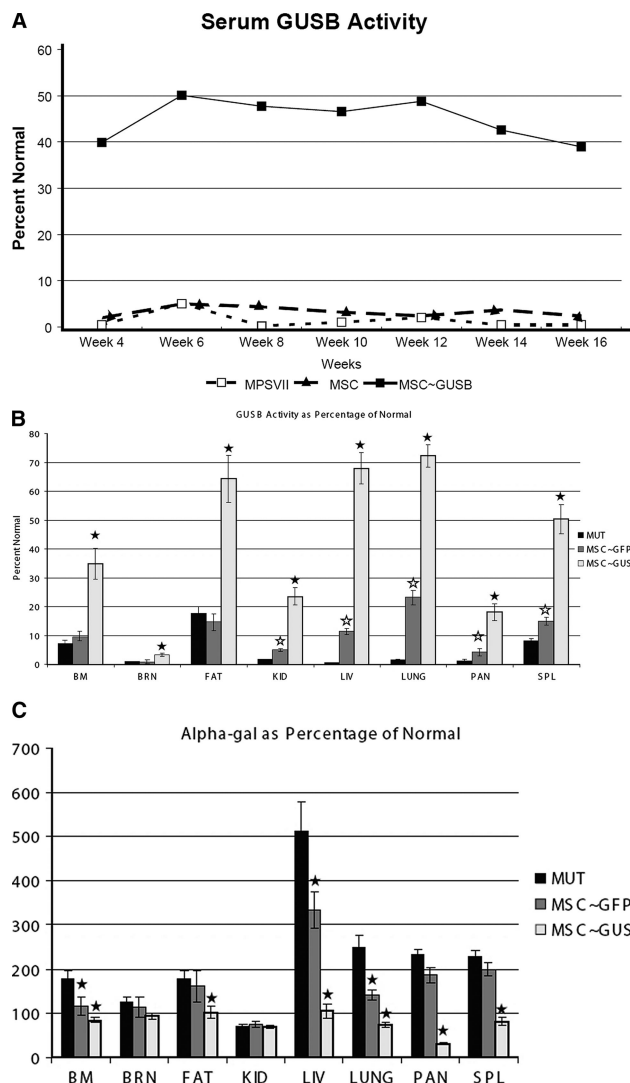 A
Serum GUSB Activity
Percent Normal
60
50
40
30
20
10
0
Week 4 Week 6 Week 8 Week 10 Week 12 Week 14 Week 16
Weeks
MPSVII MSC MSC~GUSB
B
GUSB Activity as Percentage of Normal
Percent Normal
80
70
60
50
40
30
20
10
0
BM BRN FAT KID LIV LUNG PAN SPL
MUT
MSC~GFP
MSC~GUS
C
Alpha-gal as Percentage of Normal
700
600
500
400
300
200
100
0
BM BRN FAT KID LIV LUNG PAN SPL
MUT
MSC~GFP
MSC~GUS